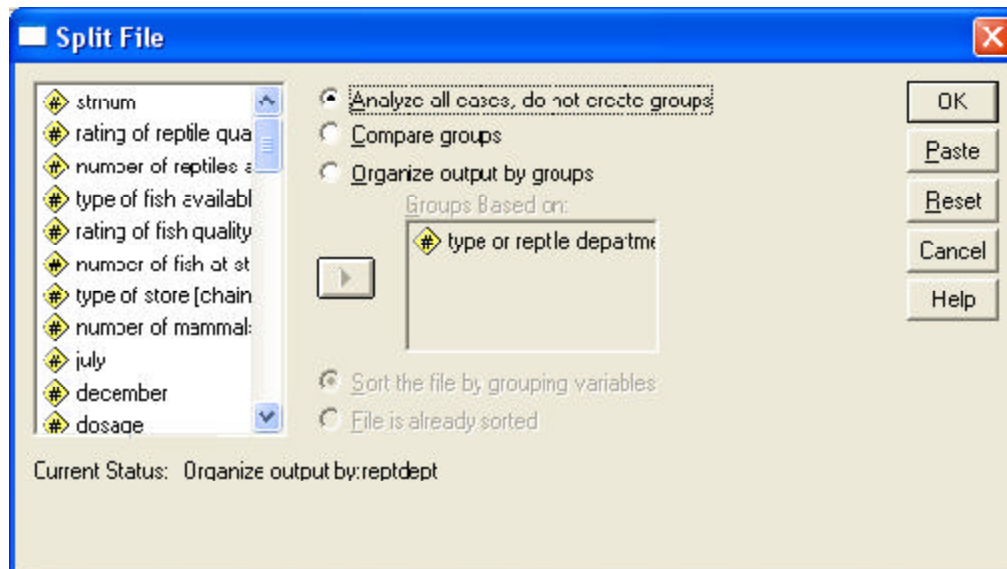 Split File
strnum
rating of reptile qua
number of reptiles a
type of fish availabl
rating of fish quality
number of fish at st
type of store [chain
number of mammal:
july
december
dosage
Analyze all cases, do not create groups
Compare groups
Organize output by groups
Groups Based on:
type or reptile departme
Sort the file by grouping variables
File is already sorted
OK
Paste
Reset
Cancel
Help
Current Status: Organize output by:reptdept